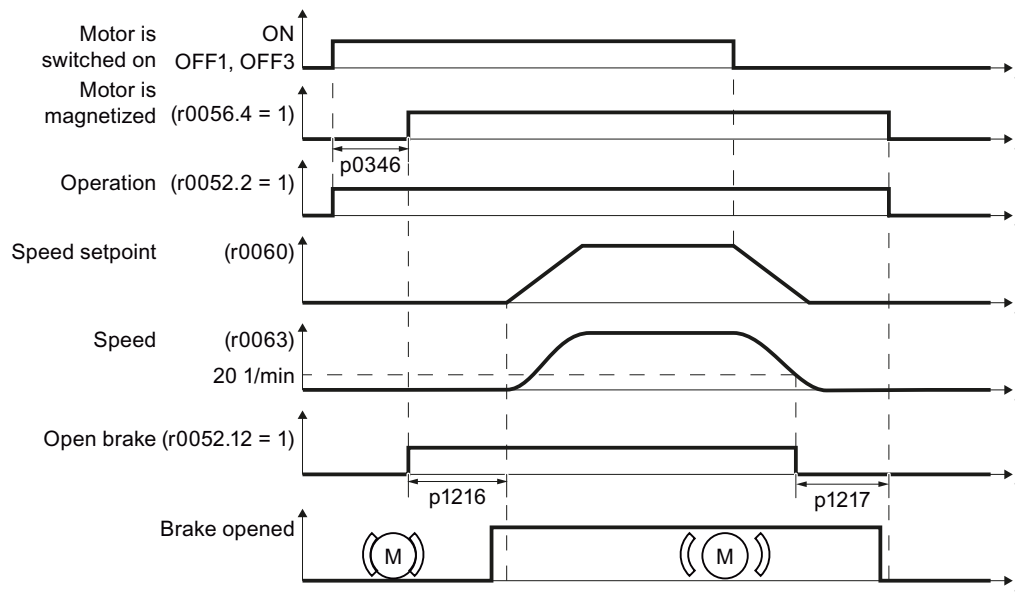 Motor is ON
switched on OFF1, OFF3
Motor is
magnetized (r0056.4 = 1)
p0346
Operation (r0052.2 = 1)
Speed setpoint (r0060)
Speed (r0063)
20 1/min
Open brake (r0052.12 = 1)
p1216 p1217
Brake opened
M M